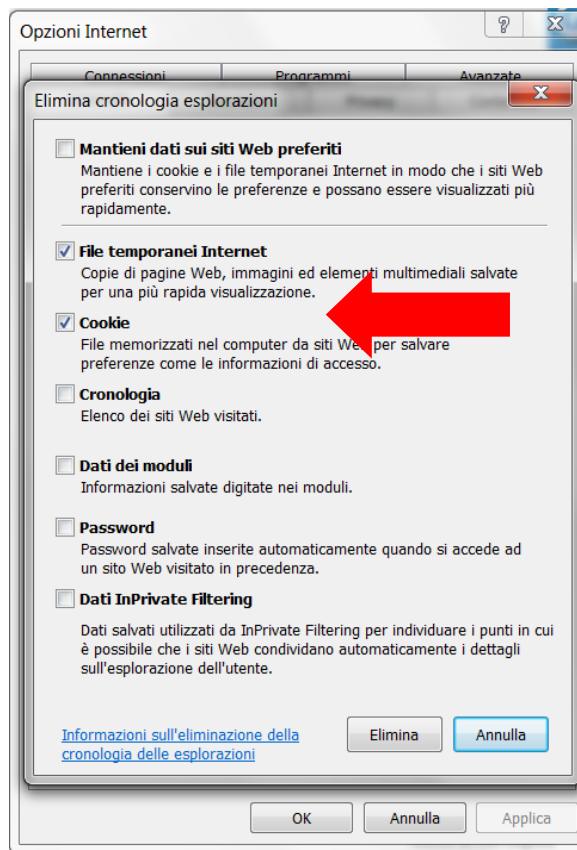 Opzioni Internet
Connessioni Programmi Avanzate
Elimina cronologia esplorazioni
Privacy
Mantieni dati sui siti Web preferiti
Mantiene i cookie e i file temporanei Internet in modo che i siti Web
preferiti conservino le preferenze e possano essere visualizzati più
rapidamente.
File temporanei Internet
Copie di pagine Web, immagini ed elementi multimediali salvate
per una più rapida visualizzazione.
Cookie
File memorizzati nel computer da siti Web per salvare
preferenze come le informazioni di accesso.
Cronologia
Elenco dei siti Web visitati.
Dati dei moduli
Informazioni salvate digitate nei moduli.
Password
Password salvate inserite automaticamente quando si accede ad
un sito Web visitato in precedenza.
Dati InPrivate Filtering
Dati salvati utilizzati da InPrivate Filtering per individuare i punti in cui
è possibile che i siti Web condividano automaticamente i dettagli
sull'esplorazione dell'utente.
Informazioni sull'eliminazione della
cronologia delle esplorazioni
Elimina Annulla
OK Annulla Applica